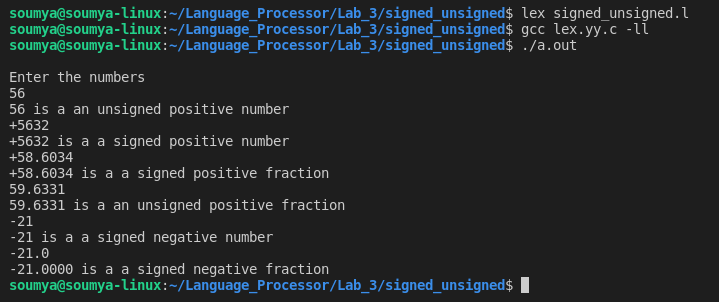 soumya@soumya-linux:~/Language_Processor/Lab_3/signed_unsigned$ lex signed_unsigned.l
soumya@soumya-linux:~/Language_Processor/Lab_3/signed_unsigned$ gcc lex.yy.c -ll
soumya@soumya-linux:~/Language_Processor/Lab_3/signed_unsigned$ ./a.out
Enter the numbers
56
56 is a an unsigned positive number
+5632
+5632 is a a signed positive number
+58.6034
+58.6034 is a a signed positive fraction
59.6331
59.6331 is a an unsigned positive fraction
-21
-21 is a a signed negative number
-21.0
-21.0000 is a a signed negative fraction
soumya@soumya-linux:~/Language_Processor/Lab_3/signed_unsigned$